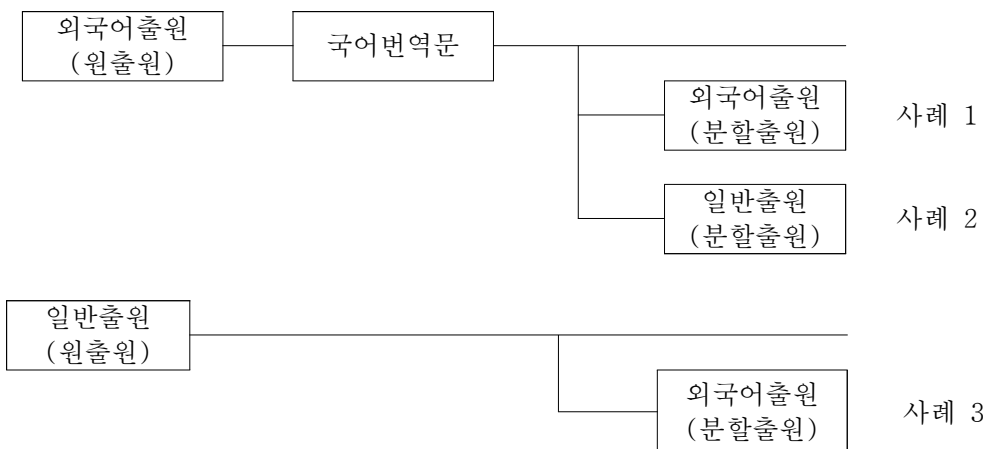 외국어출원
(원출원)
국어번역문
외국어출원
(분할출원)
사례 1
일반출원
(분할출원)
사례 2
일반출원
(원출원)
외국어출원
(분할출원)
사례 3